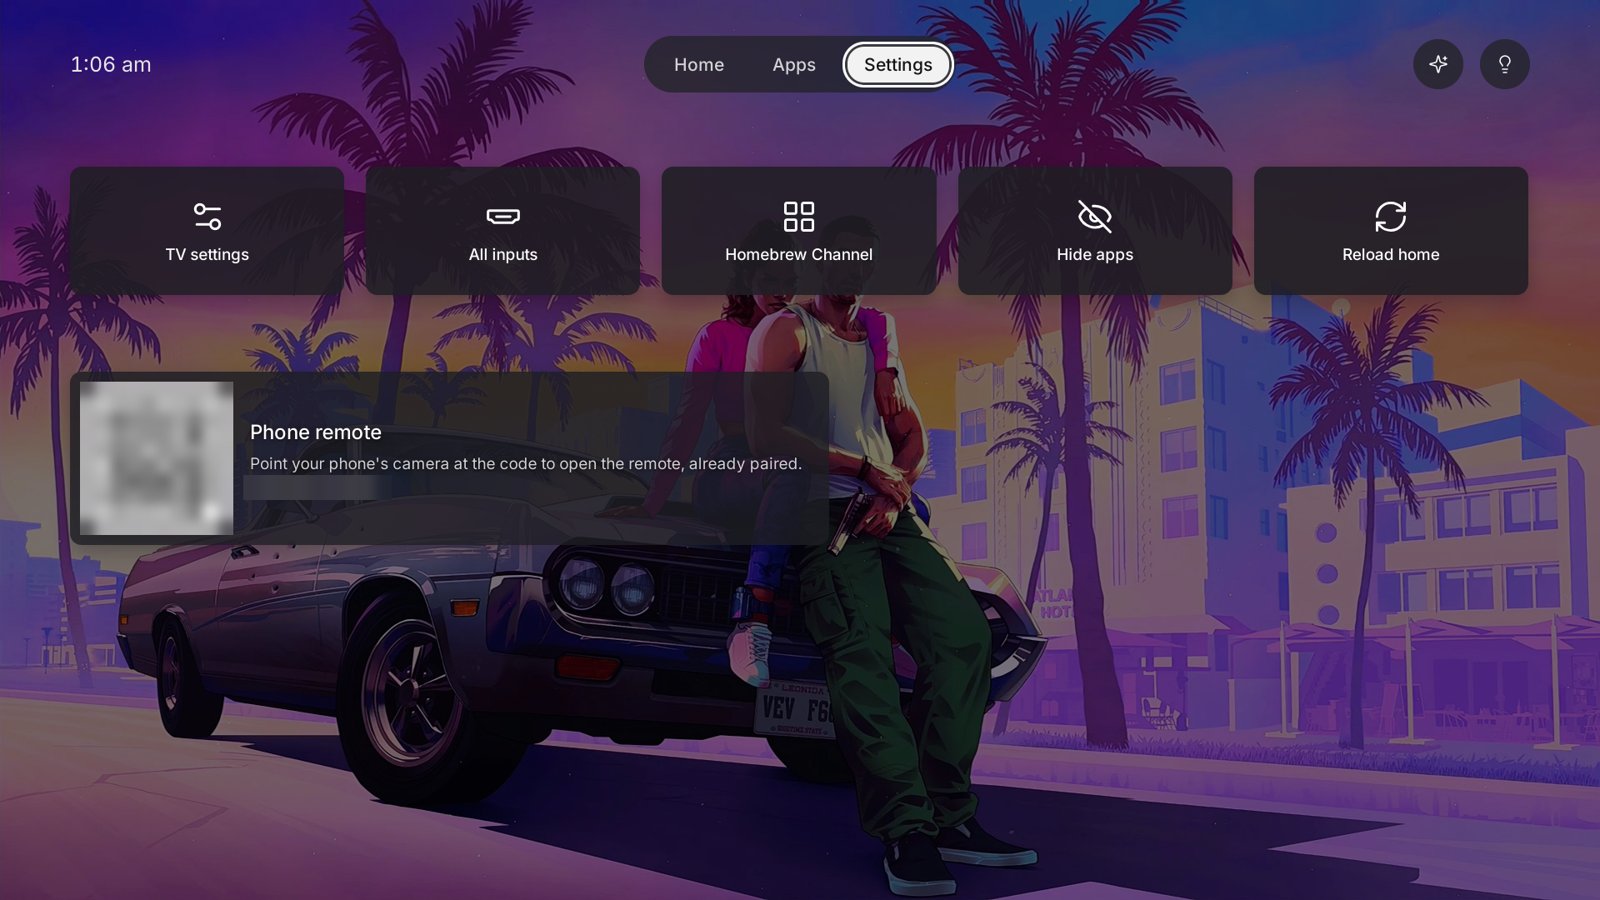 1:06 am
Home
Apps
Settings
TV settings
All inputs
Homebrew Channel
Hide apps
Reload home
Phone remote
Point your phone's camera at the code to open the remote, already paired.
LEONIDA
VEV